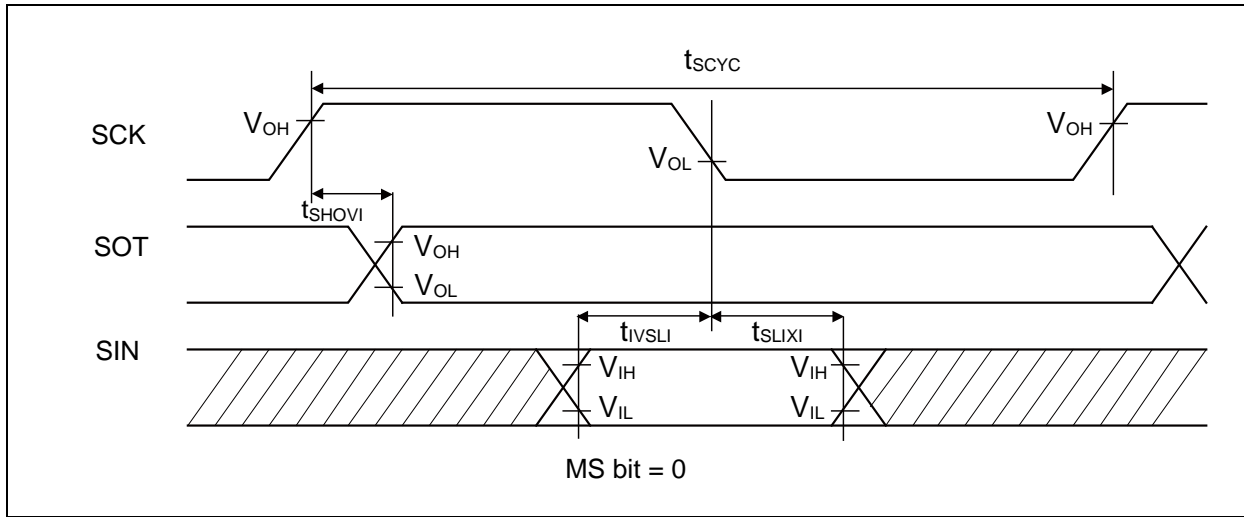 tSCYC
SCK
VOH
VOL
VOH
tSHOVI
SOT
VOH
VOL
SIN
tIVSLI
tSLIXI
VIH
VIH
VIL
VIL
MS bit = 0